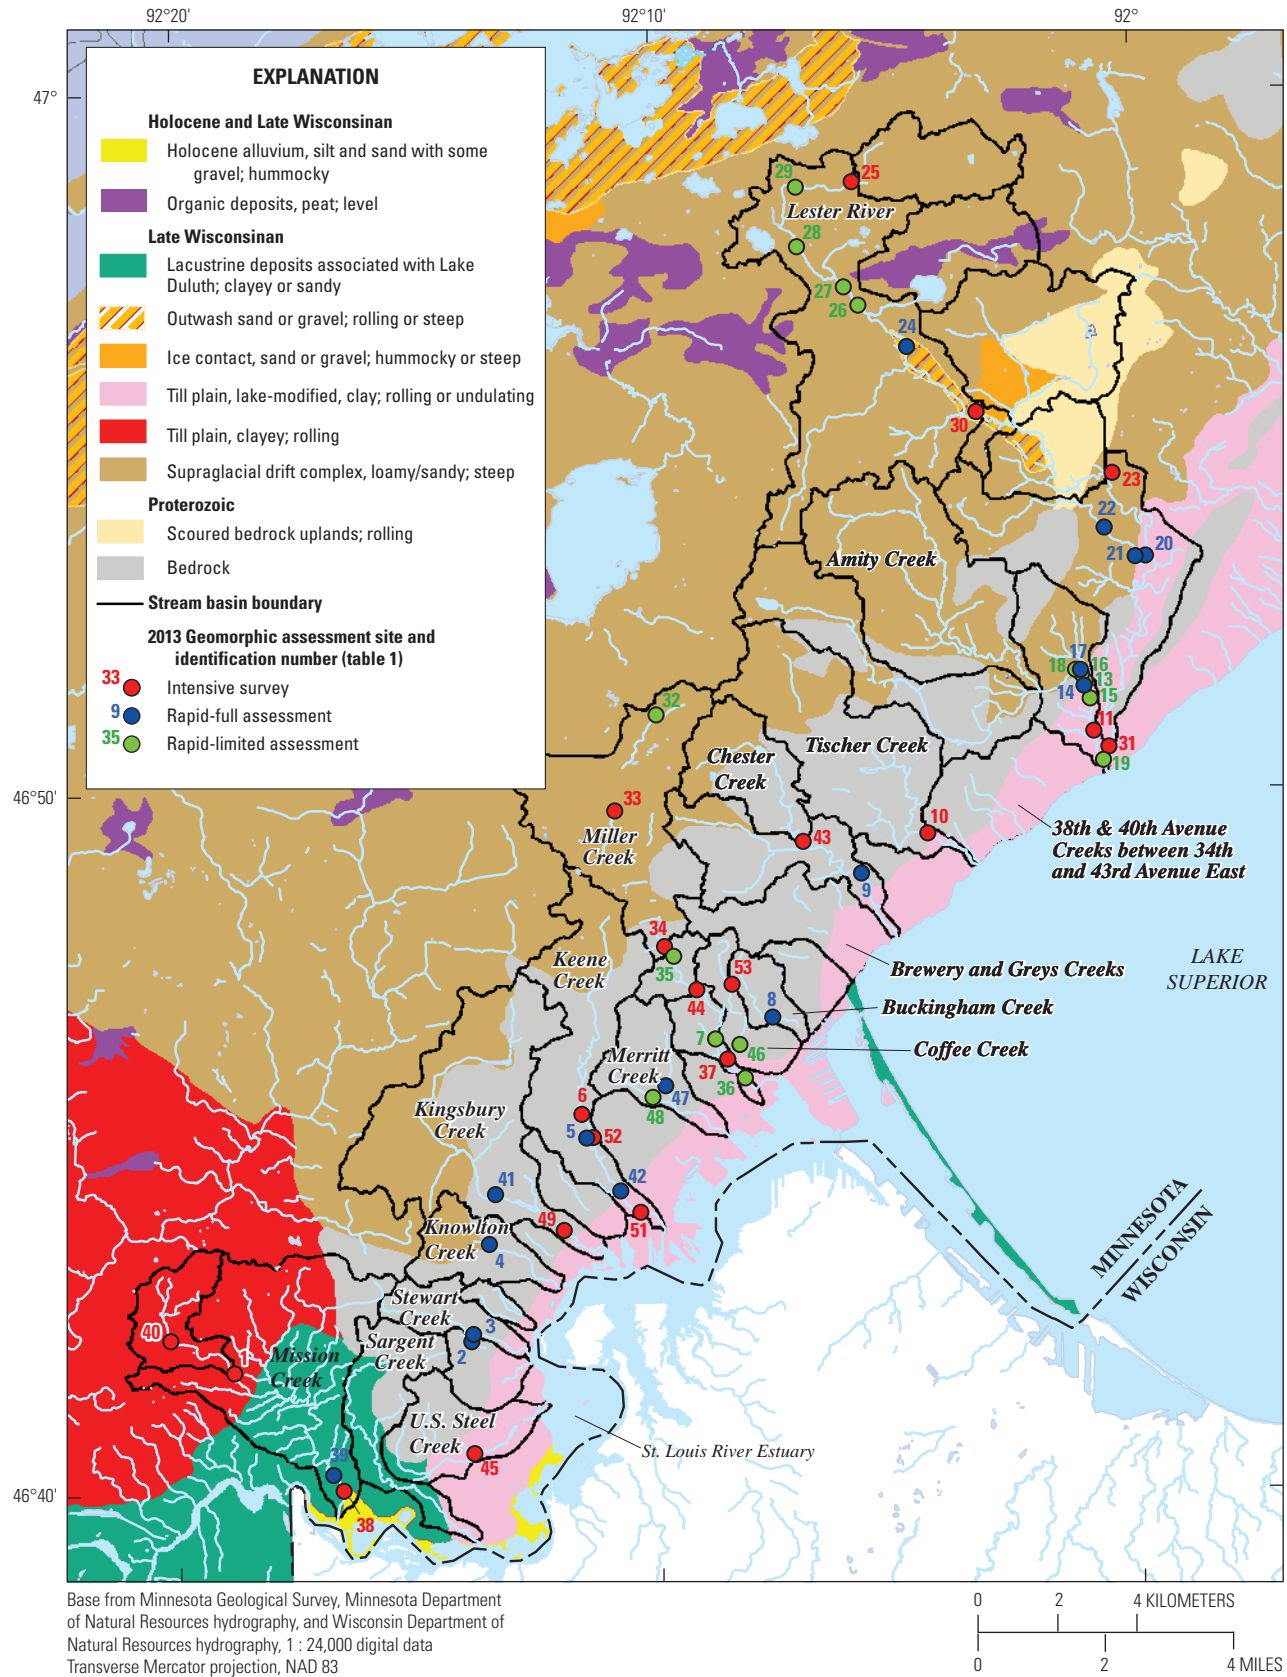 92°20'
92°10'
92°
47°
46°50'
46°40'
EXPLANATION
Holocene and Late Wisconsinan
Holocene alluvium, silt and sand with some
gravel; hummocky
Organic deposits, peat; level
Late Wisconsinan
Lacustrine deposits associated with Lake
Duluth; clayey or sandy
Outwash sand or gravel; rolling or steep
Ice contact, sand or gravel; hummocky or steep
Till plain, lake-modified, clay; rolling or undulating
Till plain, clayey; rolling
Supraglacial drift complex, loamy/sandy; steep
Proterozoic
Scoured bedrock uplands; rolling
Bedrock
Stream basin boundary
2013 Geomorphic assessment site and
identification number (table 1)
33 Intensive survey
9 Rapid-full assessment
35 Rapid-limited assessment
29
25
Lester River
28
27
26
24
30
23
22
21
20
Amity Creek
17
18
16
13
14
15
11
31
19
32
Tischer Creek
Chester
Creek
33
Miller
Creek
43
10
38th & 40th Avenue
Creeks between 34th
and 43rd Avenue East
9
34
35
Keene
Creek
53
44
8
Brewery and Greys Creeks
Buckingham Creek
Coffee Creek
LAKE
SUPERIOR
7
46
37
36
Merritt
Creek
47
48
6
5
52
Kingsbury
Creek
41
42
49
51
Knowlton
Creek
4
MINNESOTA
WISCONSIN
Stewart
Creek
3
Sargent
Creek
2
40
1
Mission
Creek
U.S. Steel
Creek
45
St. Louis River Estuary
39
38
Base from Minnesota Geological Survey, Minnesota Department
of Natural Resources hydrography, and Wisconsin Department of
Natural Resources hydrography, 1 : 24,000 digital data
Transverse Mercator projection, NAD 83
0 2 4 KILOMETERS
0 2 4 MILES